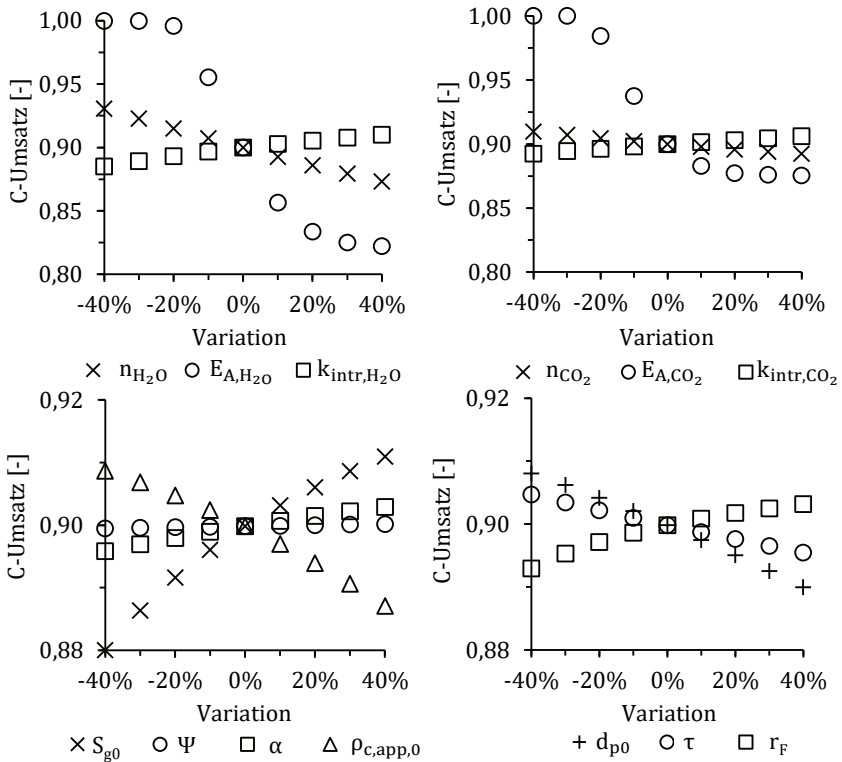 1,00
0,95
0,90
0,85
0,80
C-Umsatz [-]
-40% -20% 0% 20% 40%
Variation
× n_H₂O ○ E_A,H₂O □ k_intr,H₂O
1,00
0,95
0,90
0,85
0,80
C-Umsatz [-]
-40% -20% 0% 20% 40%
Variation
× n_CO₂ ○ E_A,CO₂ □ k_intr,CO₂
0,92
0,90
0,88
C-Umsatz [-]
-40% -20% 0% 20% 40%
Variation
× S_g0 ○ Ψ □ α △ ρ_c,app,0
0,92
0,90
0,88
C-Umsatz [-]
-40% -20% 0% 20% 40%
Variation
+ d_p0 ○ τ □ r_F